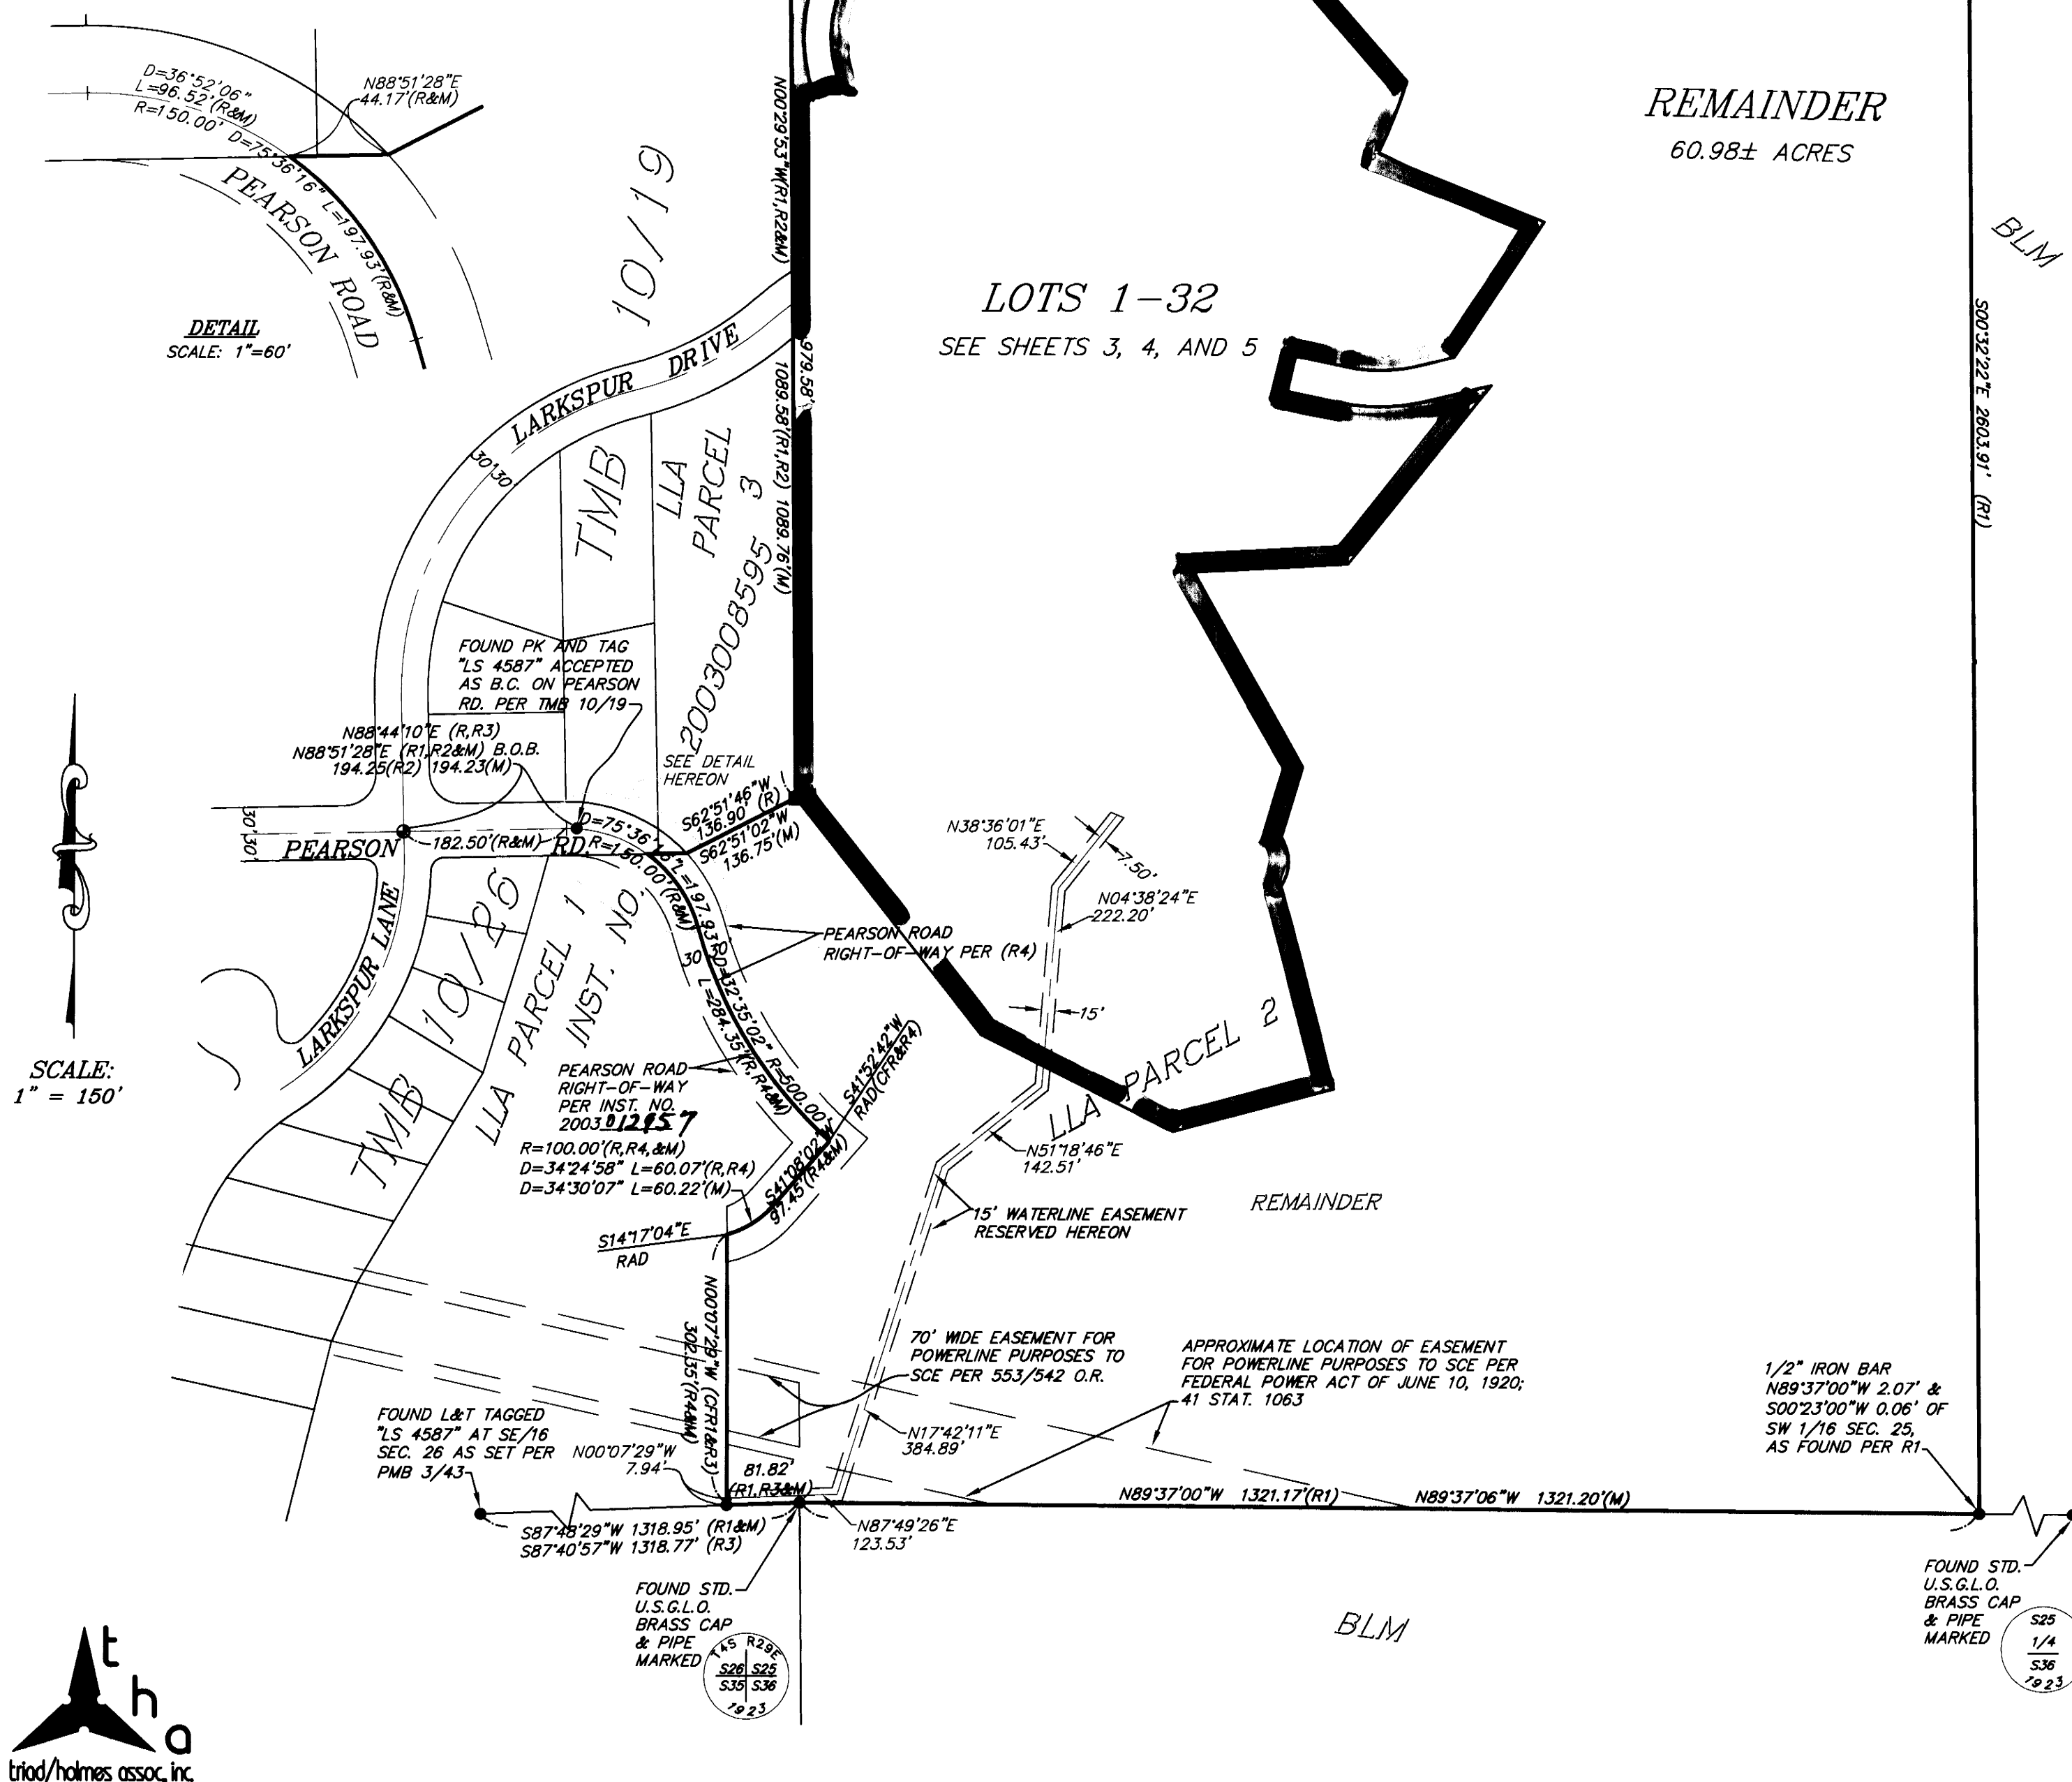 D=36°52'06"
L=96.52'(R&M)
R=150.00'
N88°51'28"E
44.17'(R&M)
D=75°36'16" L=197.93'(R&M)
PEARSON ROAD
DETAIL
SCALE: 1"=60'
10/19
N00°29'53"W(R1,R2&M)
979.58'
1089.58'(R1,R2) 1089.76'(M)
REMAINDER
60.98± ACRES
BLM
LOTS 1-32
SEE SHEETS 3, 4, AND 5
S00°32'22"E 2603.91' (R1)
LARKSPUR DRIVE
30' 30'
TMB
LLA
PARCEL
3
2003008595
FOUND PK AND TAG
"LS 4587" ACCEPTED
AS B.C. ON PEARSON
RD. PER TMB 10/19
N88°44'10"E (R,R3)
N88°51'28"E (R1,R2&M) B.O.B.
194.25(R2) 194.23(M)
SEE DETAIL
HEREON
S62°51'46"W
136.90' (R)
S62°51'02"W
136.75'(M)
30' 30'
PEARSON RD.
182.50'(R&M)
D=75°36'16" L=197.93'
R=150.00'(R&M)
N38°36'01"E
105.43'
7.50'
N04°38'24"E
222.20'
PEARSON ROAD
RIGHT-OF-WAY PER (R4)
15'
LARKSPUR LANE
TMB 10/26
LLA PARCEL 1
INST. NO.
30
D=32°35'02" R=500.00'
L=284.35'(R,R4&M)
S41°52'42"W
RAD(CFR&R4)
LLA PARCEL 2
SCALE:
1" = 150'
PEARSON ROAD
RIGHT-OF-WAY
PER INST. NO.
2003012957
R=100.00'(R,R4,&M)
D=34°24'58" L=60.07'(R,R4)
D=34°30'07" L=60.22'(M)
S41°08'02"W
97.45'(R4&M)
N51°18'46"E
142.51'
REMAINDER
15' WATERLINE EASEMENT
RESERVED HEREON
S14°17'04"E
RAD
N00°07'29"W (CFR1&R3)
302.35'(R4&M)
70' WIDE EASEMENT FOR
POWERLINE PURPOSES TO
SCE PER 553/542 O.R.
APPROXIMATE LOCATION OF EASEMENT
FOR POWERLINE PURPOSES TO SCE PER
FEDERAL POWER ACT OF JUNE 10, 1920;
41 STAT. 1063
1/2" IRON BAR
N89°37'00"W 2.07' &
S00°23'00"W 0.06' OF
SW 1/16 SEC. 25,
AS FOUND PER R1
FOUND L&T TAGGED
"LS 4587" AT SE/16
SEC. 26 AS SET PER
PMB 3/43
N00°07'29"W
7.94'
81.82'
(R1,R3&M)
N17°42'11"E
384.89'
N89°37'00"W 1321.17'(R1)
N89°37'06"W 1321.20'(M)
S87°48'29"W 1318.95' (R1&M)
S87°40'57"W 1318.77' (R3)
N87°49'26"E
123.53'
FOUND STD.
U.S.G.L.O.
BRASS CAP
& PIPE
MARKED
T4S R29E
S26 S25
S35 S36
1923
BLM
FOUND STD.
U.S.G.L.O.
BRASS CAP
& PIPE
MARKED
S25
1/4
S36
1923
t
h
a
triad/holmes assoc. inc.